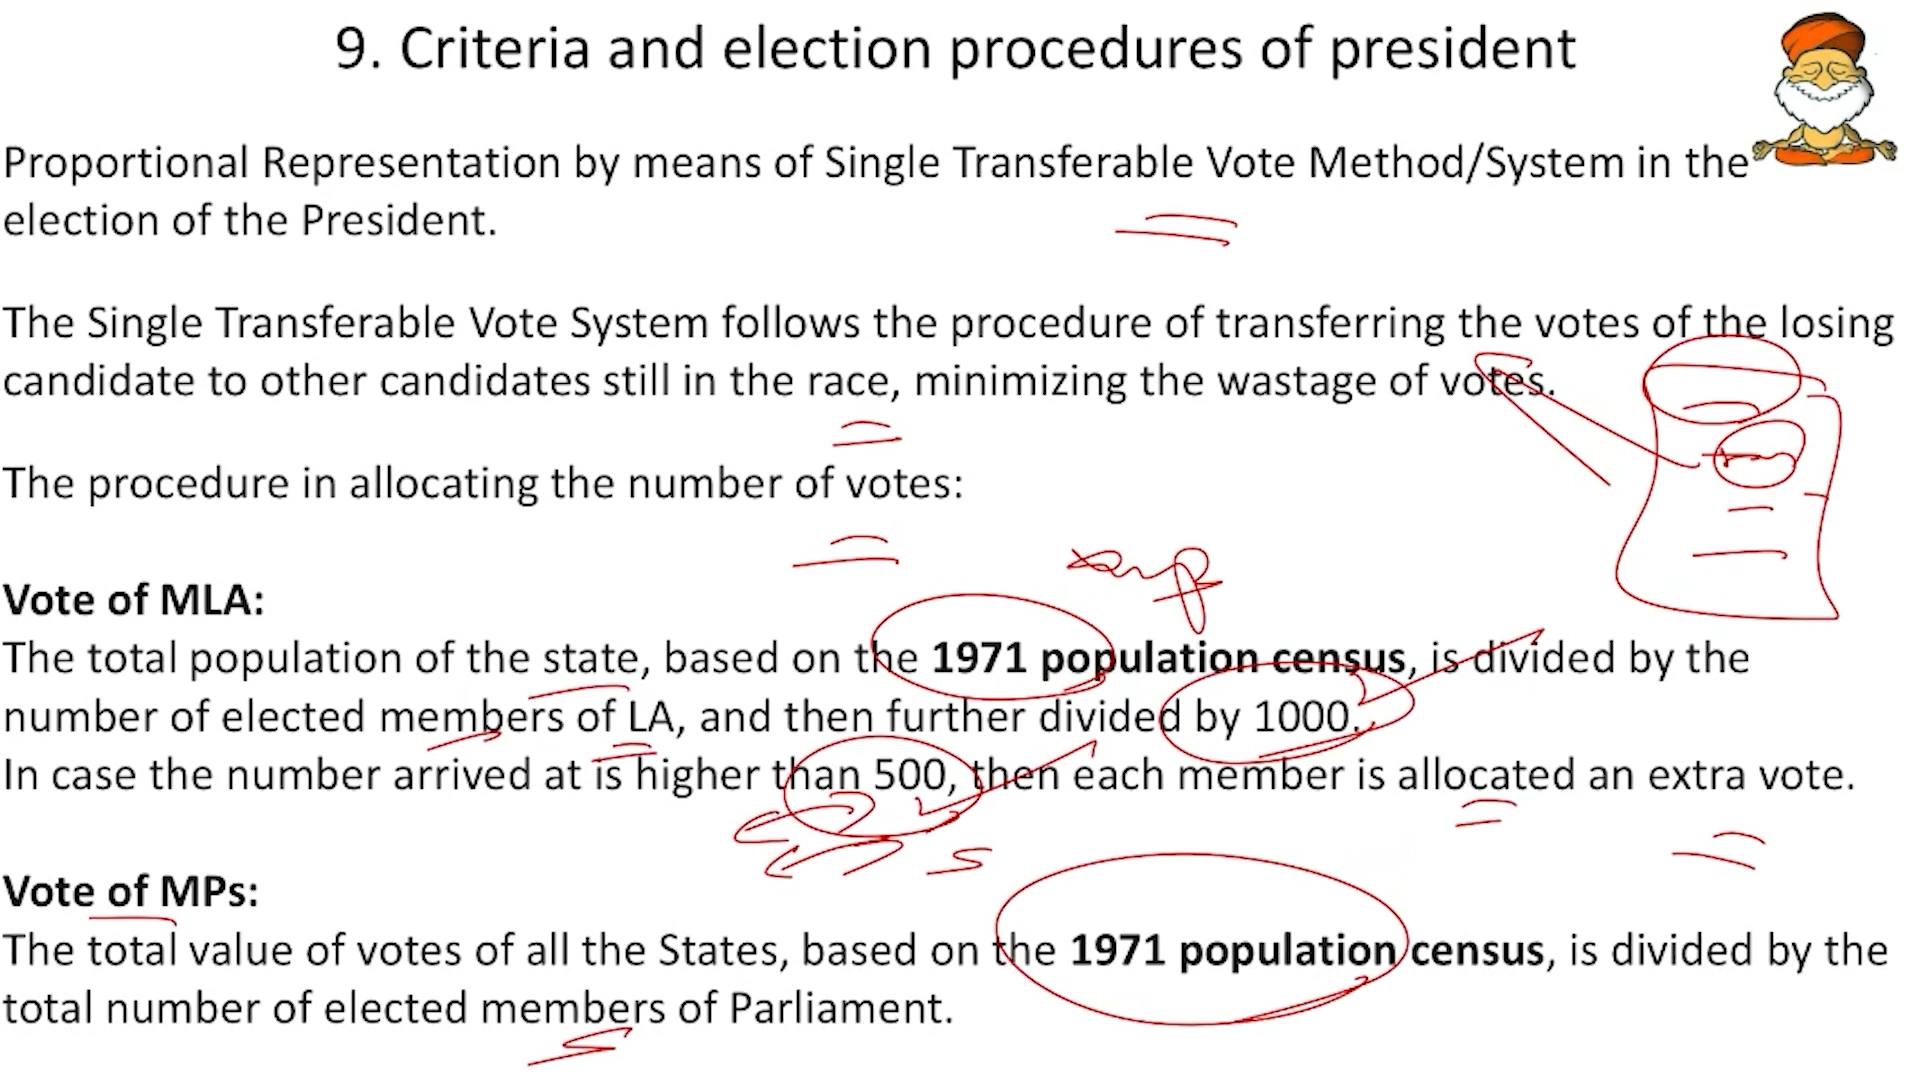 9. Criteria and election procedures of president
Proportional Representation by means of Single Transferable Vote Method/System in the
election of the President.
The Single Transferable Vote System follows the procedure of transferring the votes of the losing
candidate to other candidates still in the race, minimizing the wastage of votes.
The procedure in allocating the number of votes:
Vote of MLA:
The total population of the state, based on the 1971 population census, is divided by the
number of elected members of LA, and then further divided by 1000.
In case the number arrived at is higher than 500, then each member is allocated an extra vote.
Vote of MPs:
The total value of votes of all the States, based on the 1971 population census, is divided by the
total number of elected members of Parliament.